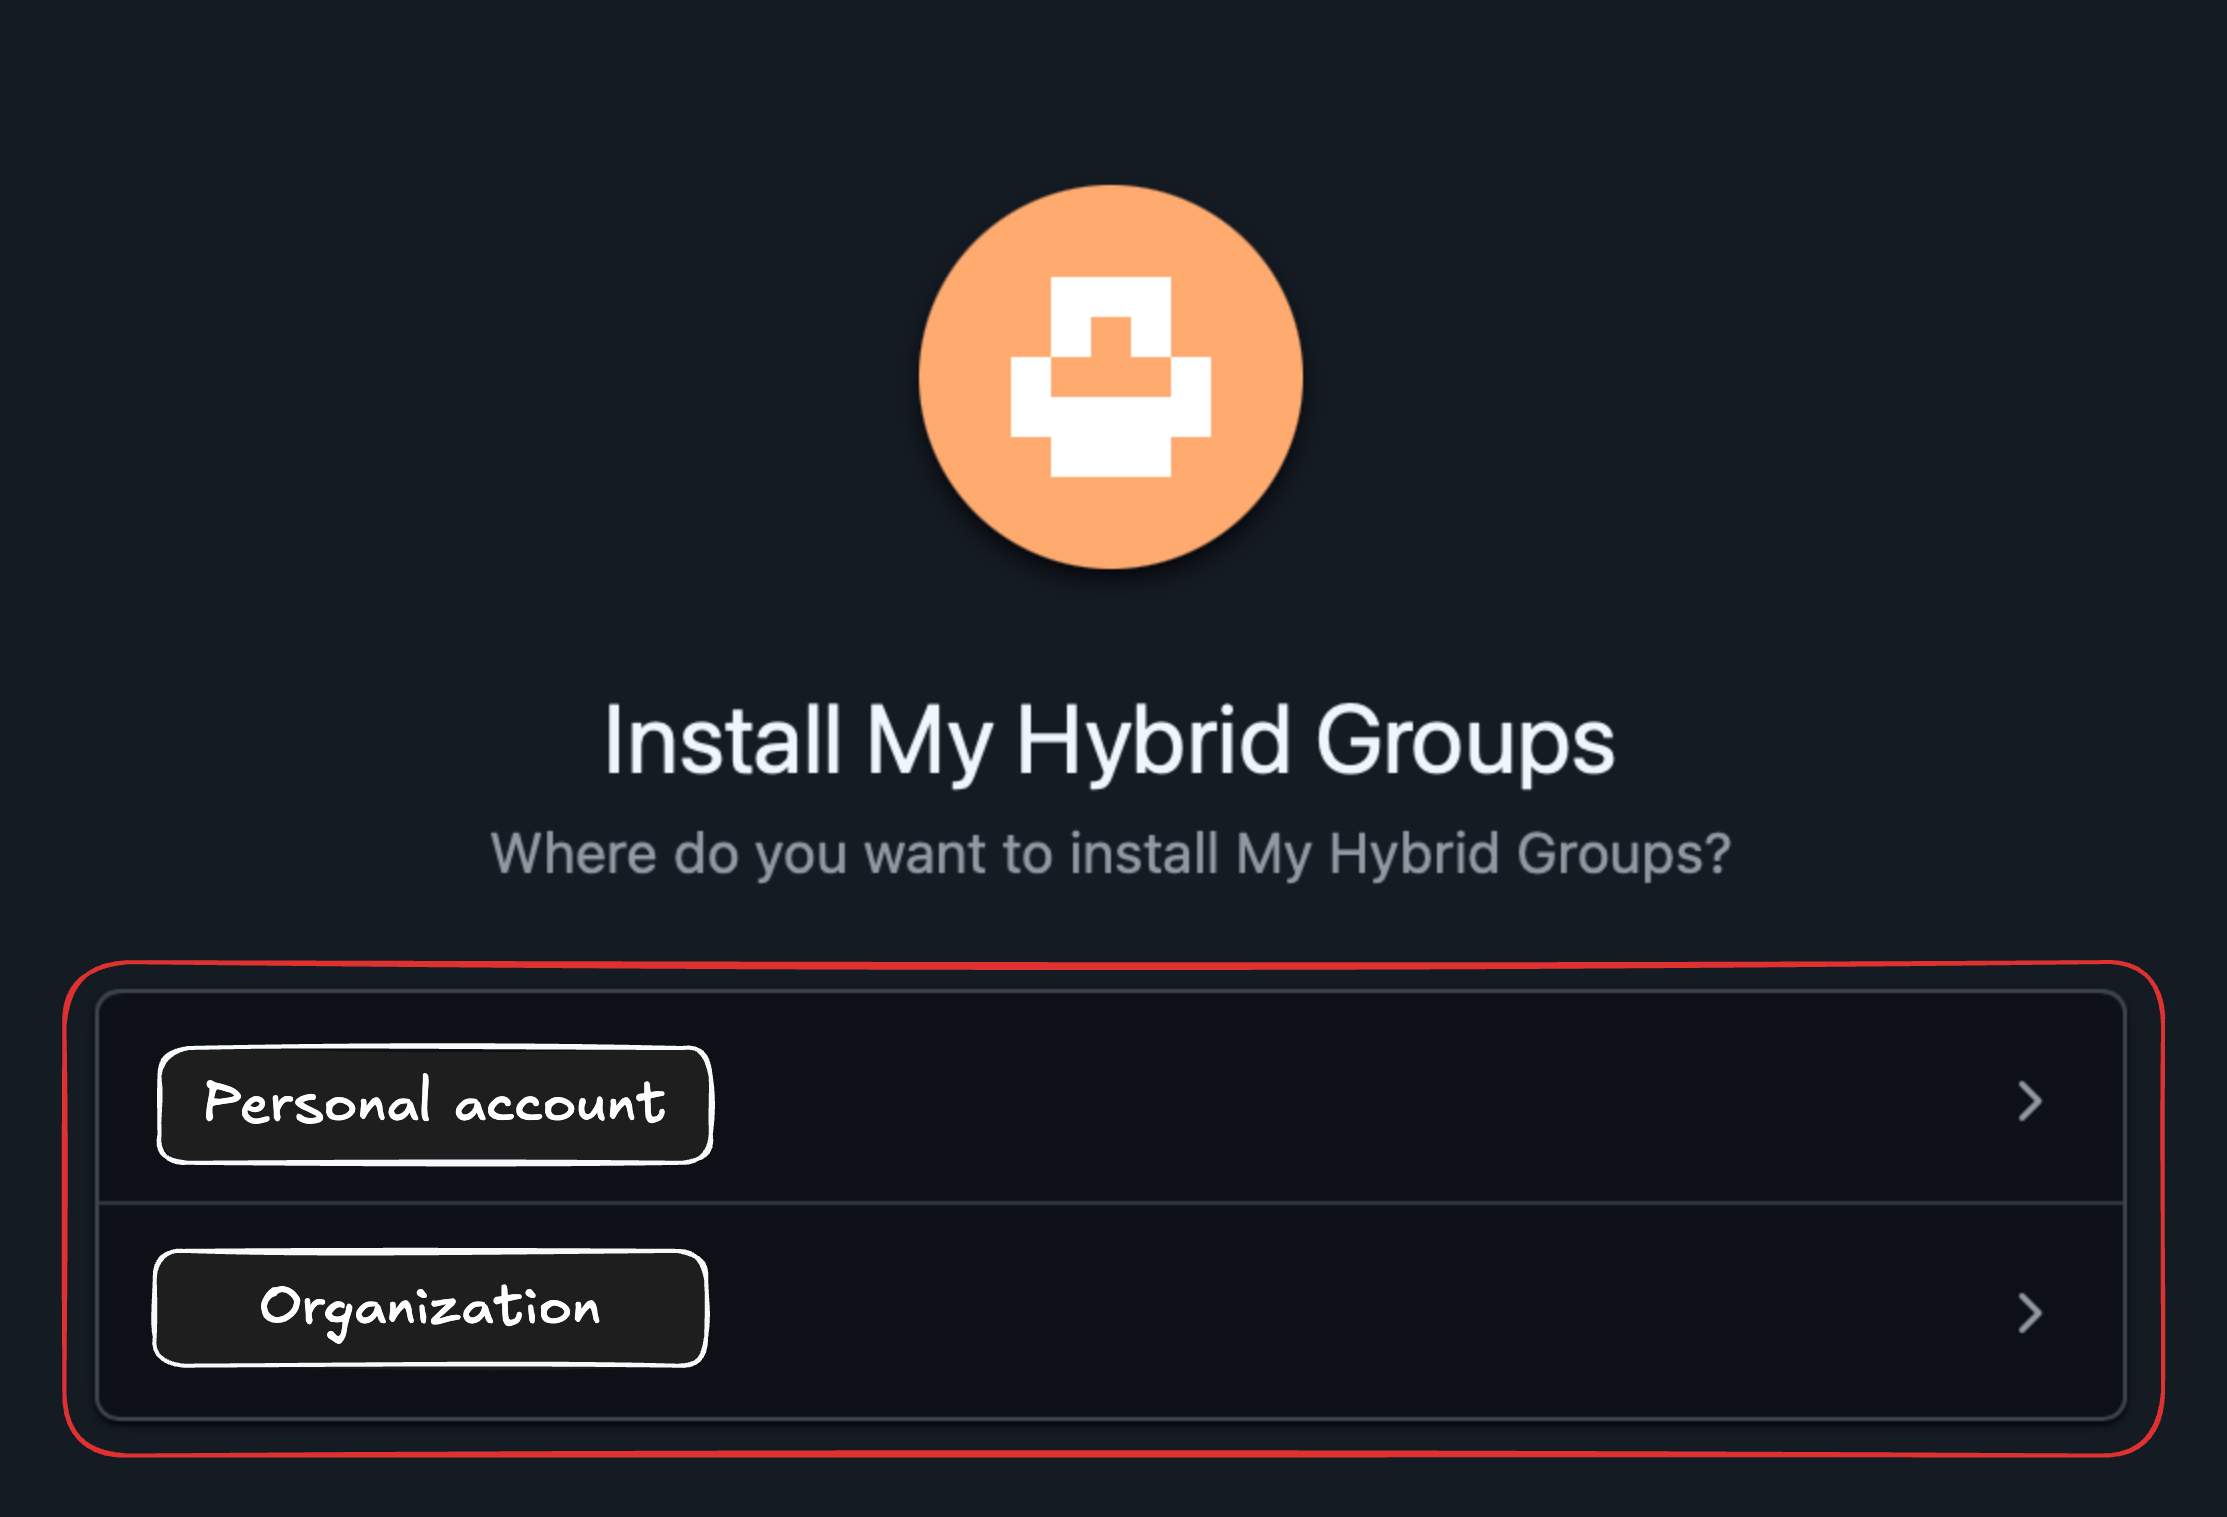 Install My Hybrid Groups
Where do you want to install My Hybrid Groups?
Personal account
Organization